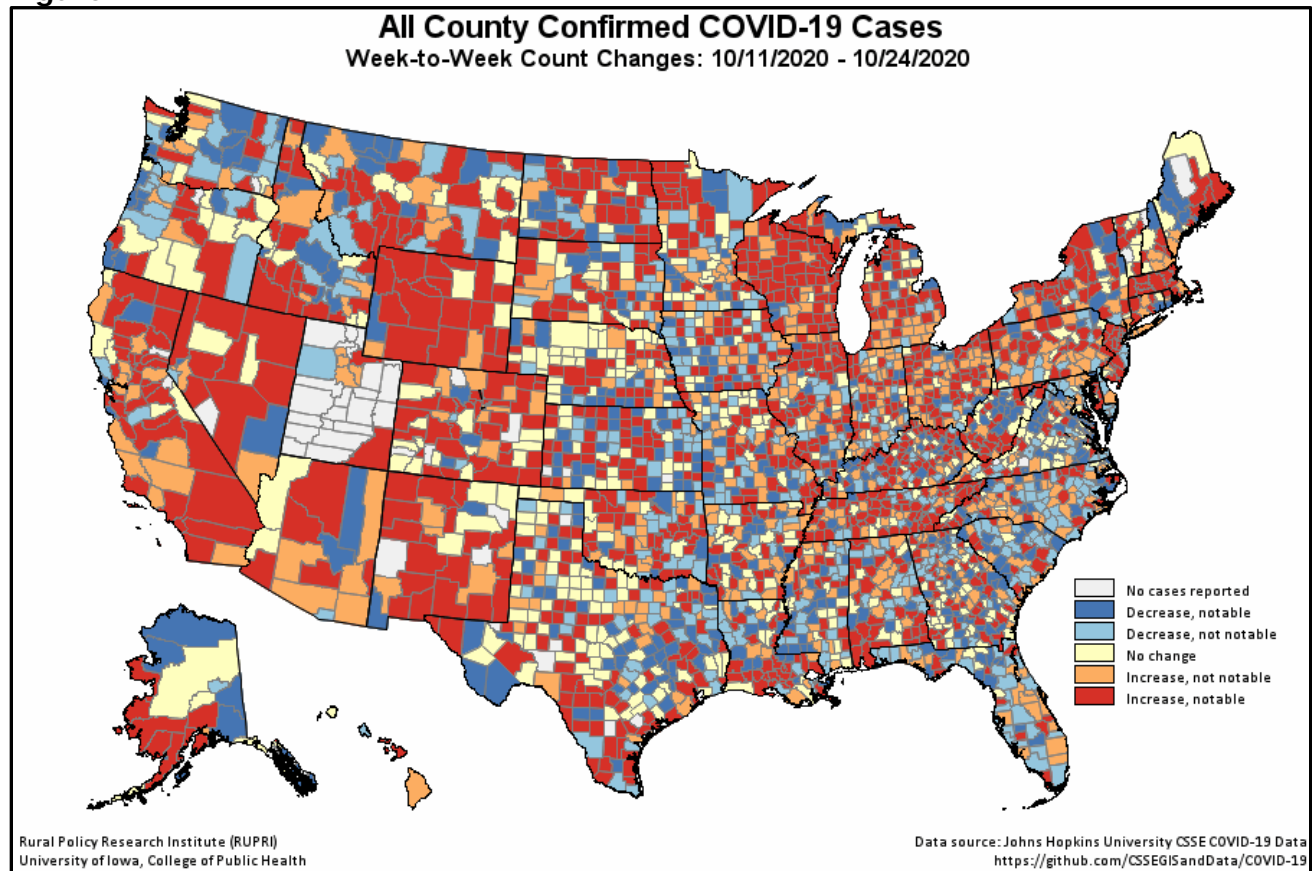 All County Confirmed COVID-19 Cases
Week-to-Week Count Changes: 10/11/2020 - 10/24/2020
No cases reported
Decrease, notable
Decrease, not notable
No change
Increase, not notable
Increase, notable
Rural Policy Research Institute (RUPRI)
University of Iowa, College of Public Health
Data source: Johns Hopkins University CSSE COVID-19 Data
https://github.com/CSSEGISandData/COVID-19